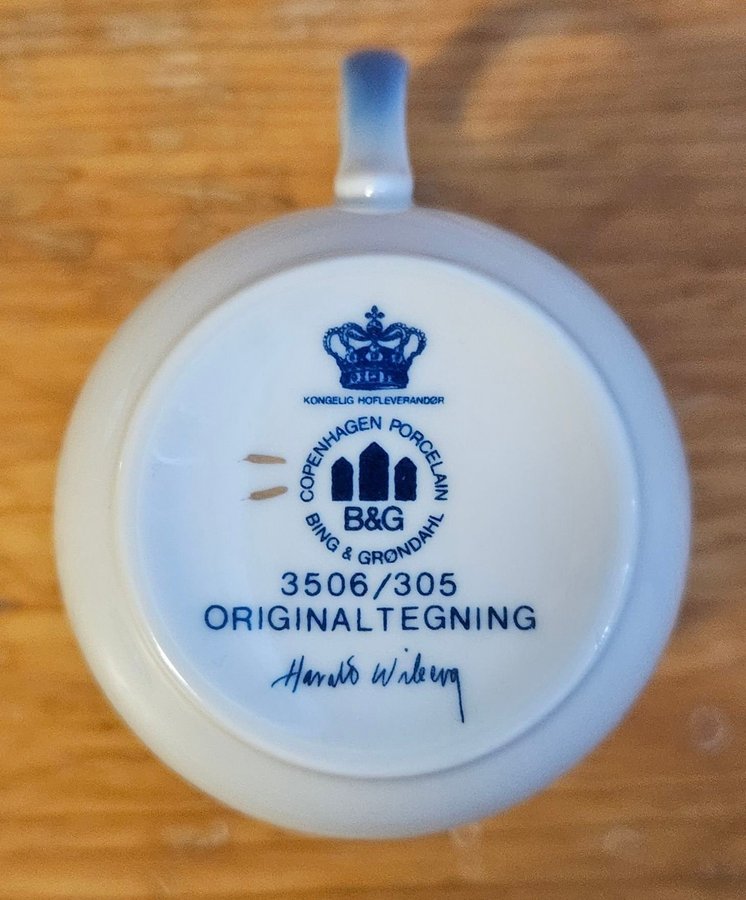 KONGELIG HOFLEVERANDØR
COPENHAGEN PORCELAIN
B&G
BING & GRØNDAHL
3506/305
ORIGINALTEGNING
Harald Wiberg